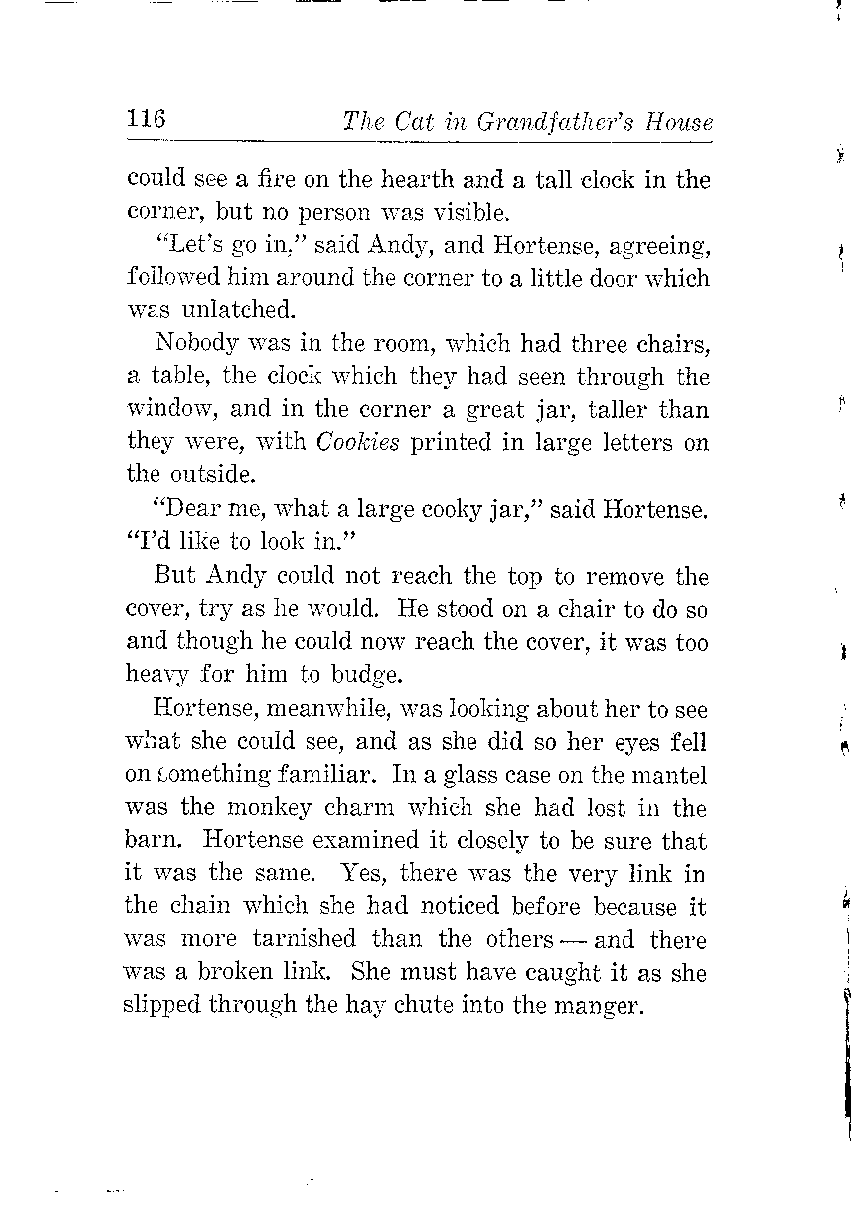 116 The Cat in Grandfather's House
could see a fire on the hearth and a tall clock in the
corner, but no person was visible.
“Let's go in,” said Andy, and Hortense, agreeing,
followed him around the corner to a little door which
was unlatched.
Nobody was in the room, which had three chairs,
a table, the clock which they had seen through the
window, and in the corner a great jar, taller than
they were, with Cookies printed in large letters on
the outside.
“Dear me, what a large cooky jar,” said Hortense.
“I'd like to look in.”
But Andy could not reach the top to remove the
cover, try as he would. He stood on a chair to do so
and though he could now reach the cover, it was too
heavy for him to budge.
Hortense, meanwhile, was looking about her to see
what she could see, and as she did so her eyes fell
on something familiar. In a glass case on the mantel
was the monkey charm which she had lost in the
barn. Hortense examined it closely to be sure that
it was the same. Yes, there was the very link in
the chain which she had noticed before because it
was more tarnished than the others — and there
was a broken link. She must have caught it as she
slipped through the hay chute into the manger.